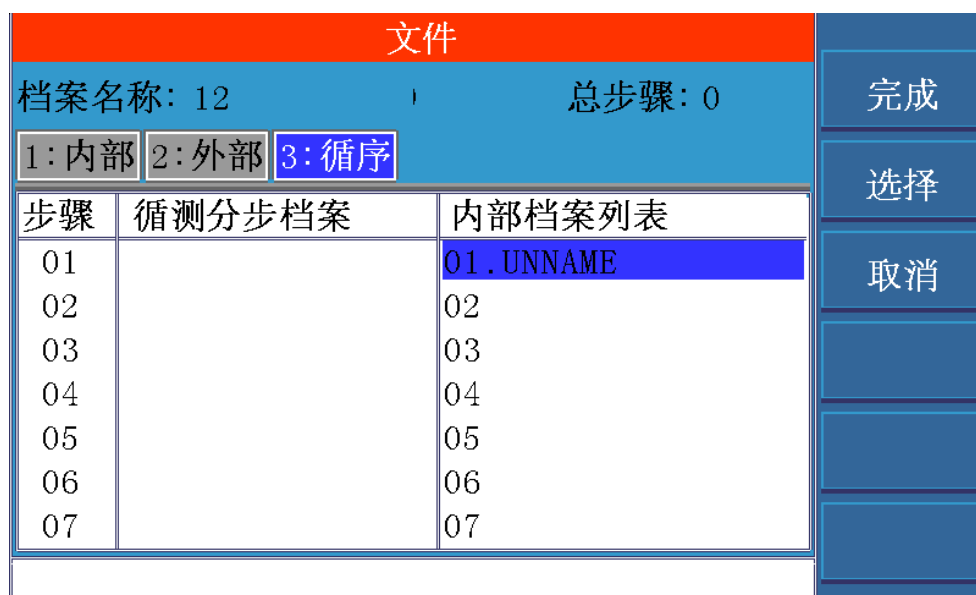 文件
档案名称: 12 总步骤: 0
1:内部 2:外部 3:循序
步骤 循测分步档案 内部档案列表
01 01.UNNAME
02 02
03 03
04 04
05 05
06 06
07 07
完成
选择
取消